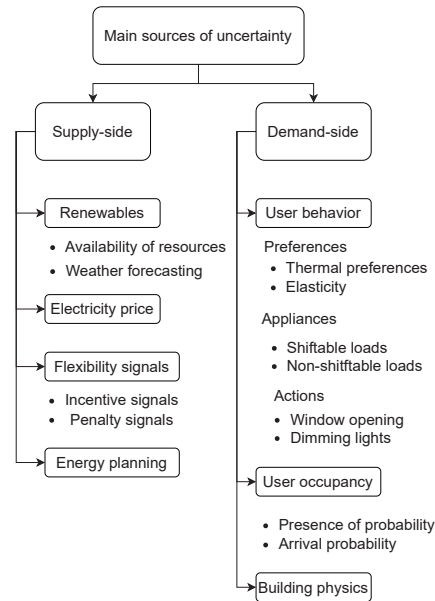 Main sources of uncertainty
Supply-side
Renewables
• Availability of resources
• Weather forecasting
Electricity price
Flexibility signals
• Incentive signals
• Penalty signals
Energy planning
Demand-side
User behavior
Preferences
• Thermal preferences
• Elasticity
Appliances
• Shiftable loads
• Non-shitftable loads
Actions
• Window opening
• Dimming lights
User occupancy
• Presence of probability
• Arrival probability
Building physics